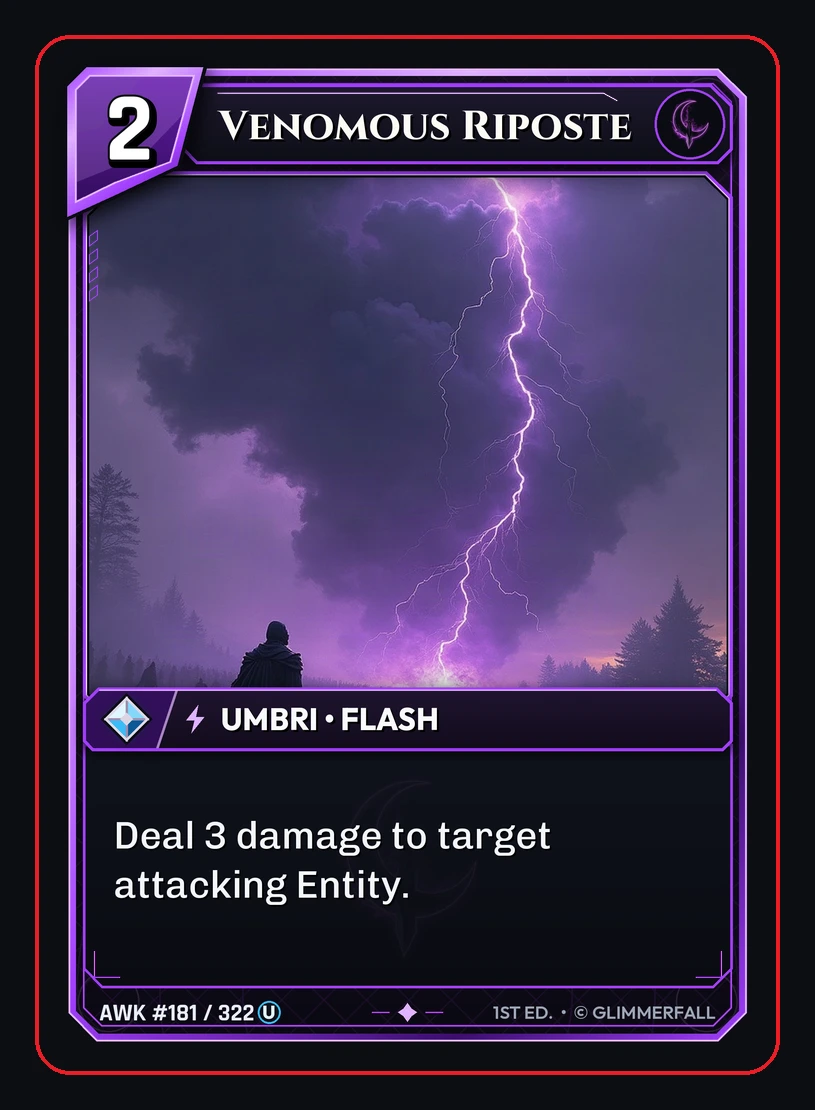 2
Venomous Riposte
UMBRI • FLASH
Deal 3 damage to target
attacking Entity.
AWK #181 / 322 U
1ST ED. • © GLIMMERFALL